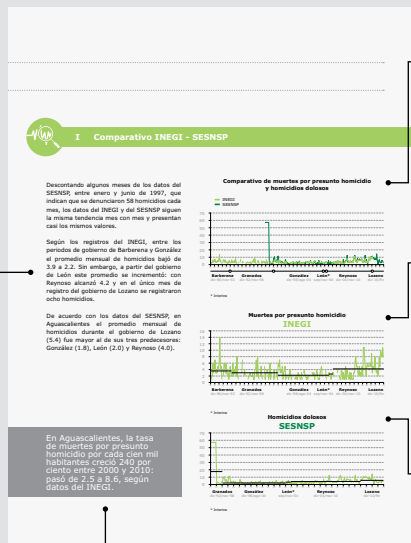 I Comparativo INEGI - SESNSP
Descontando algunos meses de los datos del
SESNSP, entre enero y junio de 1997, que
indican que se denunciaron 58 homicidios cada
mes, los datos del INEGI y del SESNSP siguen
la misma tendencia mes con mes y presentan
casi los mismos valores.
Según los registros del INEGI, entre los
periodos de gobierno de Barberena y González
el promedio mensual de homicidios bajó de
3.9 a 2.2. Sin embargo, a partir del gobierno
de León este promedio se incrementó: con
Reynoso alcanzó 4.2 y en el único mes de
registro del gobierno de Lozano se registraron
ocho homicidios.
De acuerdo con los datos del SESNSP, en
Aguascalientes el promedio mensual de
homicidios durante el gobierno de Lozano
(5.4) fue mayor al de sus tres predecesores:
González (1.8), León (2.0) y Reynoso (4.0).
En Aguascalientes, la tasa
de muertes por presunto
homicidio por cada cien mil
habitantes creció 240 por
ciento entre 2000 y 2010:
pasó de 2.5 a 8.6, según
datos del INEGI.
Comparativo de muertes por presunto homicidio
y homicidios dolosos
INEGI
SESNSP
Barberena Granados González León* Reynoso Lozano
* Interino
Muertes por presunto homicidio
INEGI
Barberena Granados González León* Reynoso Lozano
* Interino
Homicidios dolosos
SESNSP
Granados González León* Reynoso Lozano
* Interino